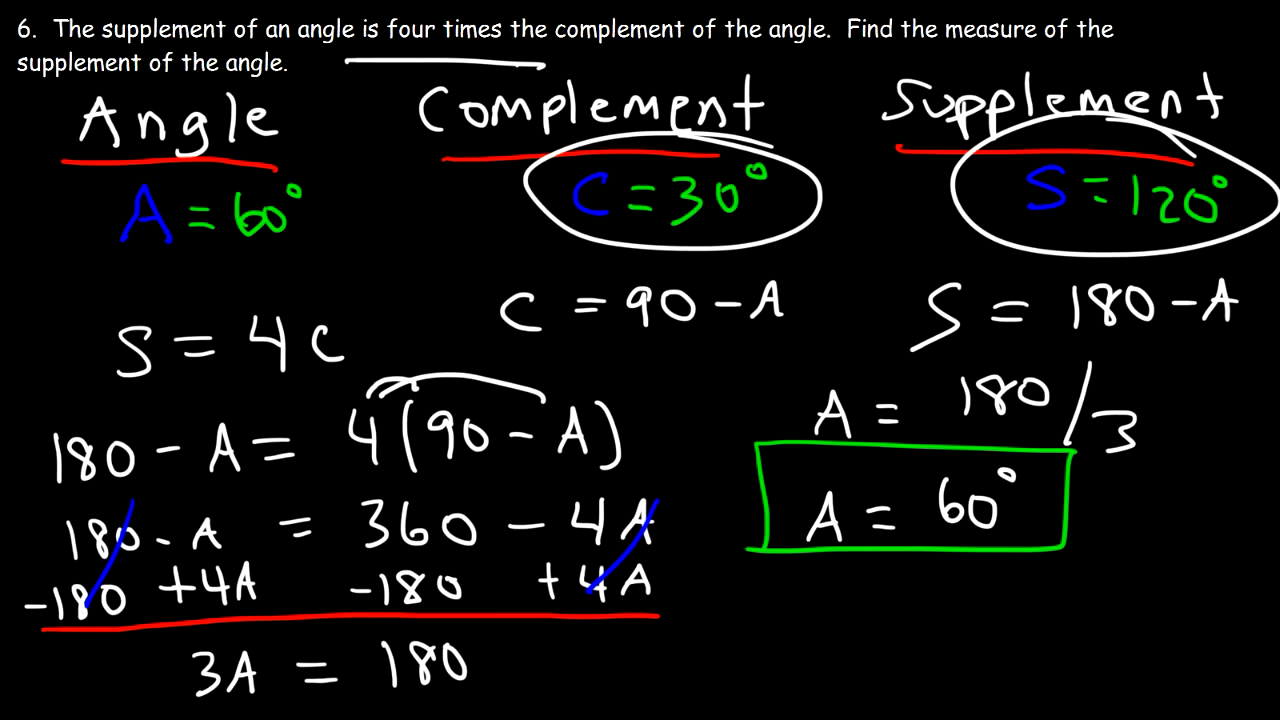 6. The supplement of an angle is four times the complement of the angle. Find the measure of the
supplement of the angle.
Angle Complement Supplement
A = 60° C = 30° S = 120°
C = 90 - A S = 180 - A
S = 4C
A = 180/3
180 - A = 4(90 - A)
A = 60°
180 - A = 360 - 4A
-180 +4A -180 +4A
3A = 180